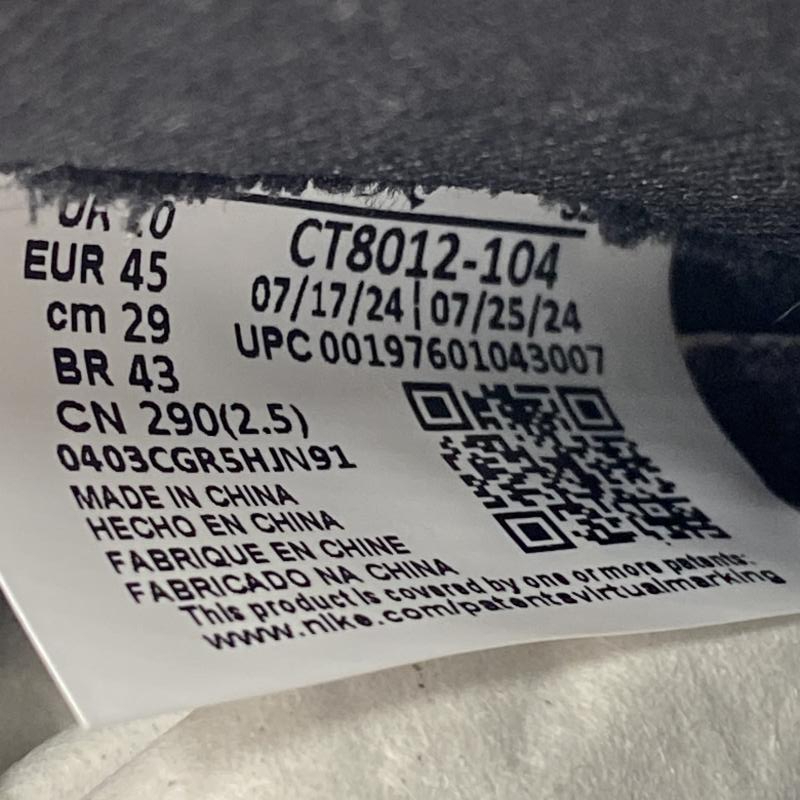 UK 10
EUR 45
cm 29
BR 43
CN 290(2.5)
0403CGR5HJN91
CT8012-104
07/17/24 | 07/25/24
UPC 00197601043007
MADE IN CHINA
HECHO EN CHINA
FABRIQUE EN CHINE
FABRICADO NA CHINA
This product is covered by one or more patents:
www.nike.com/patentsvirtualmarking